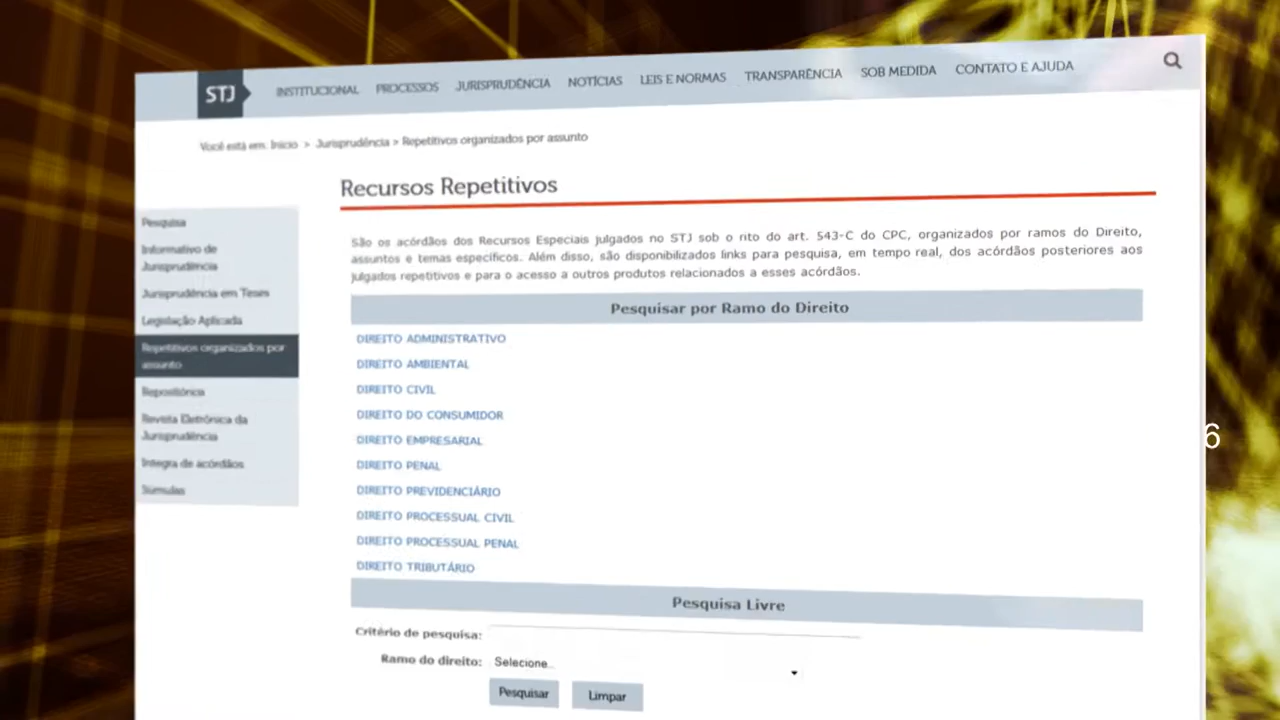 STJ
INSTITUCIONAL PROCESSOS JURISPRUDÊNCIA NOTÍCIAS LEIS E NORMAS TRANSPARÊNCIA SOB MEDIDA CONTATO E AJUDA
Você está em: Início > Jurisprudência > Repetitivos organizados por assunto
Recursos Repetitivos
Pesquisa
Informativo de
Jurisprudência
Jurisprudência em Teses
Legislação Aplicada
Repetitivos organizados por
assunto
Repositórios
Revista Eletrônica da
Jurisprudência
Íntegra de acórdãos
Súmulas
São os acórdãos dos Recursos Especiais julgados no STJ sob o rito do art. 543-C do CPC, organizados por ramos do Direito,
assuntos e temas específicos. Além disso, são disponibilizados links para pesquisa, em tempo real, dos acórdãos posteriores aos
julgados repetitivos e para o acesso a outros produtos relacionados a esses acórdãos.
Pesquisar por Ramo do Direito
DIREITO ADMINISTRATIVO
DIREITO AMBIENTAL
DIREITO CIVIL
DIREITO DO CONSUMIDOR
DIREITO EMPRESARIAL
DIREITO PENAL
DIREITO PREVIDENCIÁRIO
DIREITO PROCESSUAL CIVIL
DIREITO PROCESSUAL PENAL
DIREITO TRIBUTÁRIO
Pesquisa Livre
Critério de pesquisa:
Ramo do direito: Selecione...
Pesquisar Limpar
6